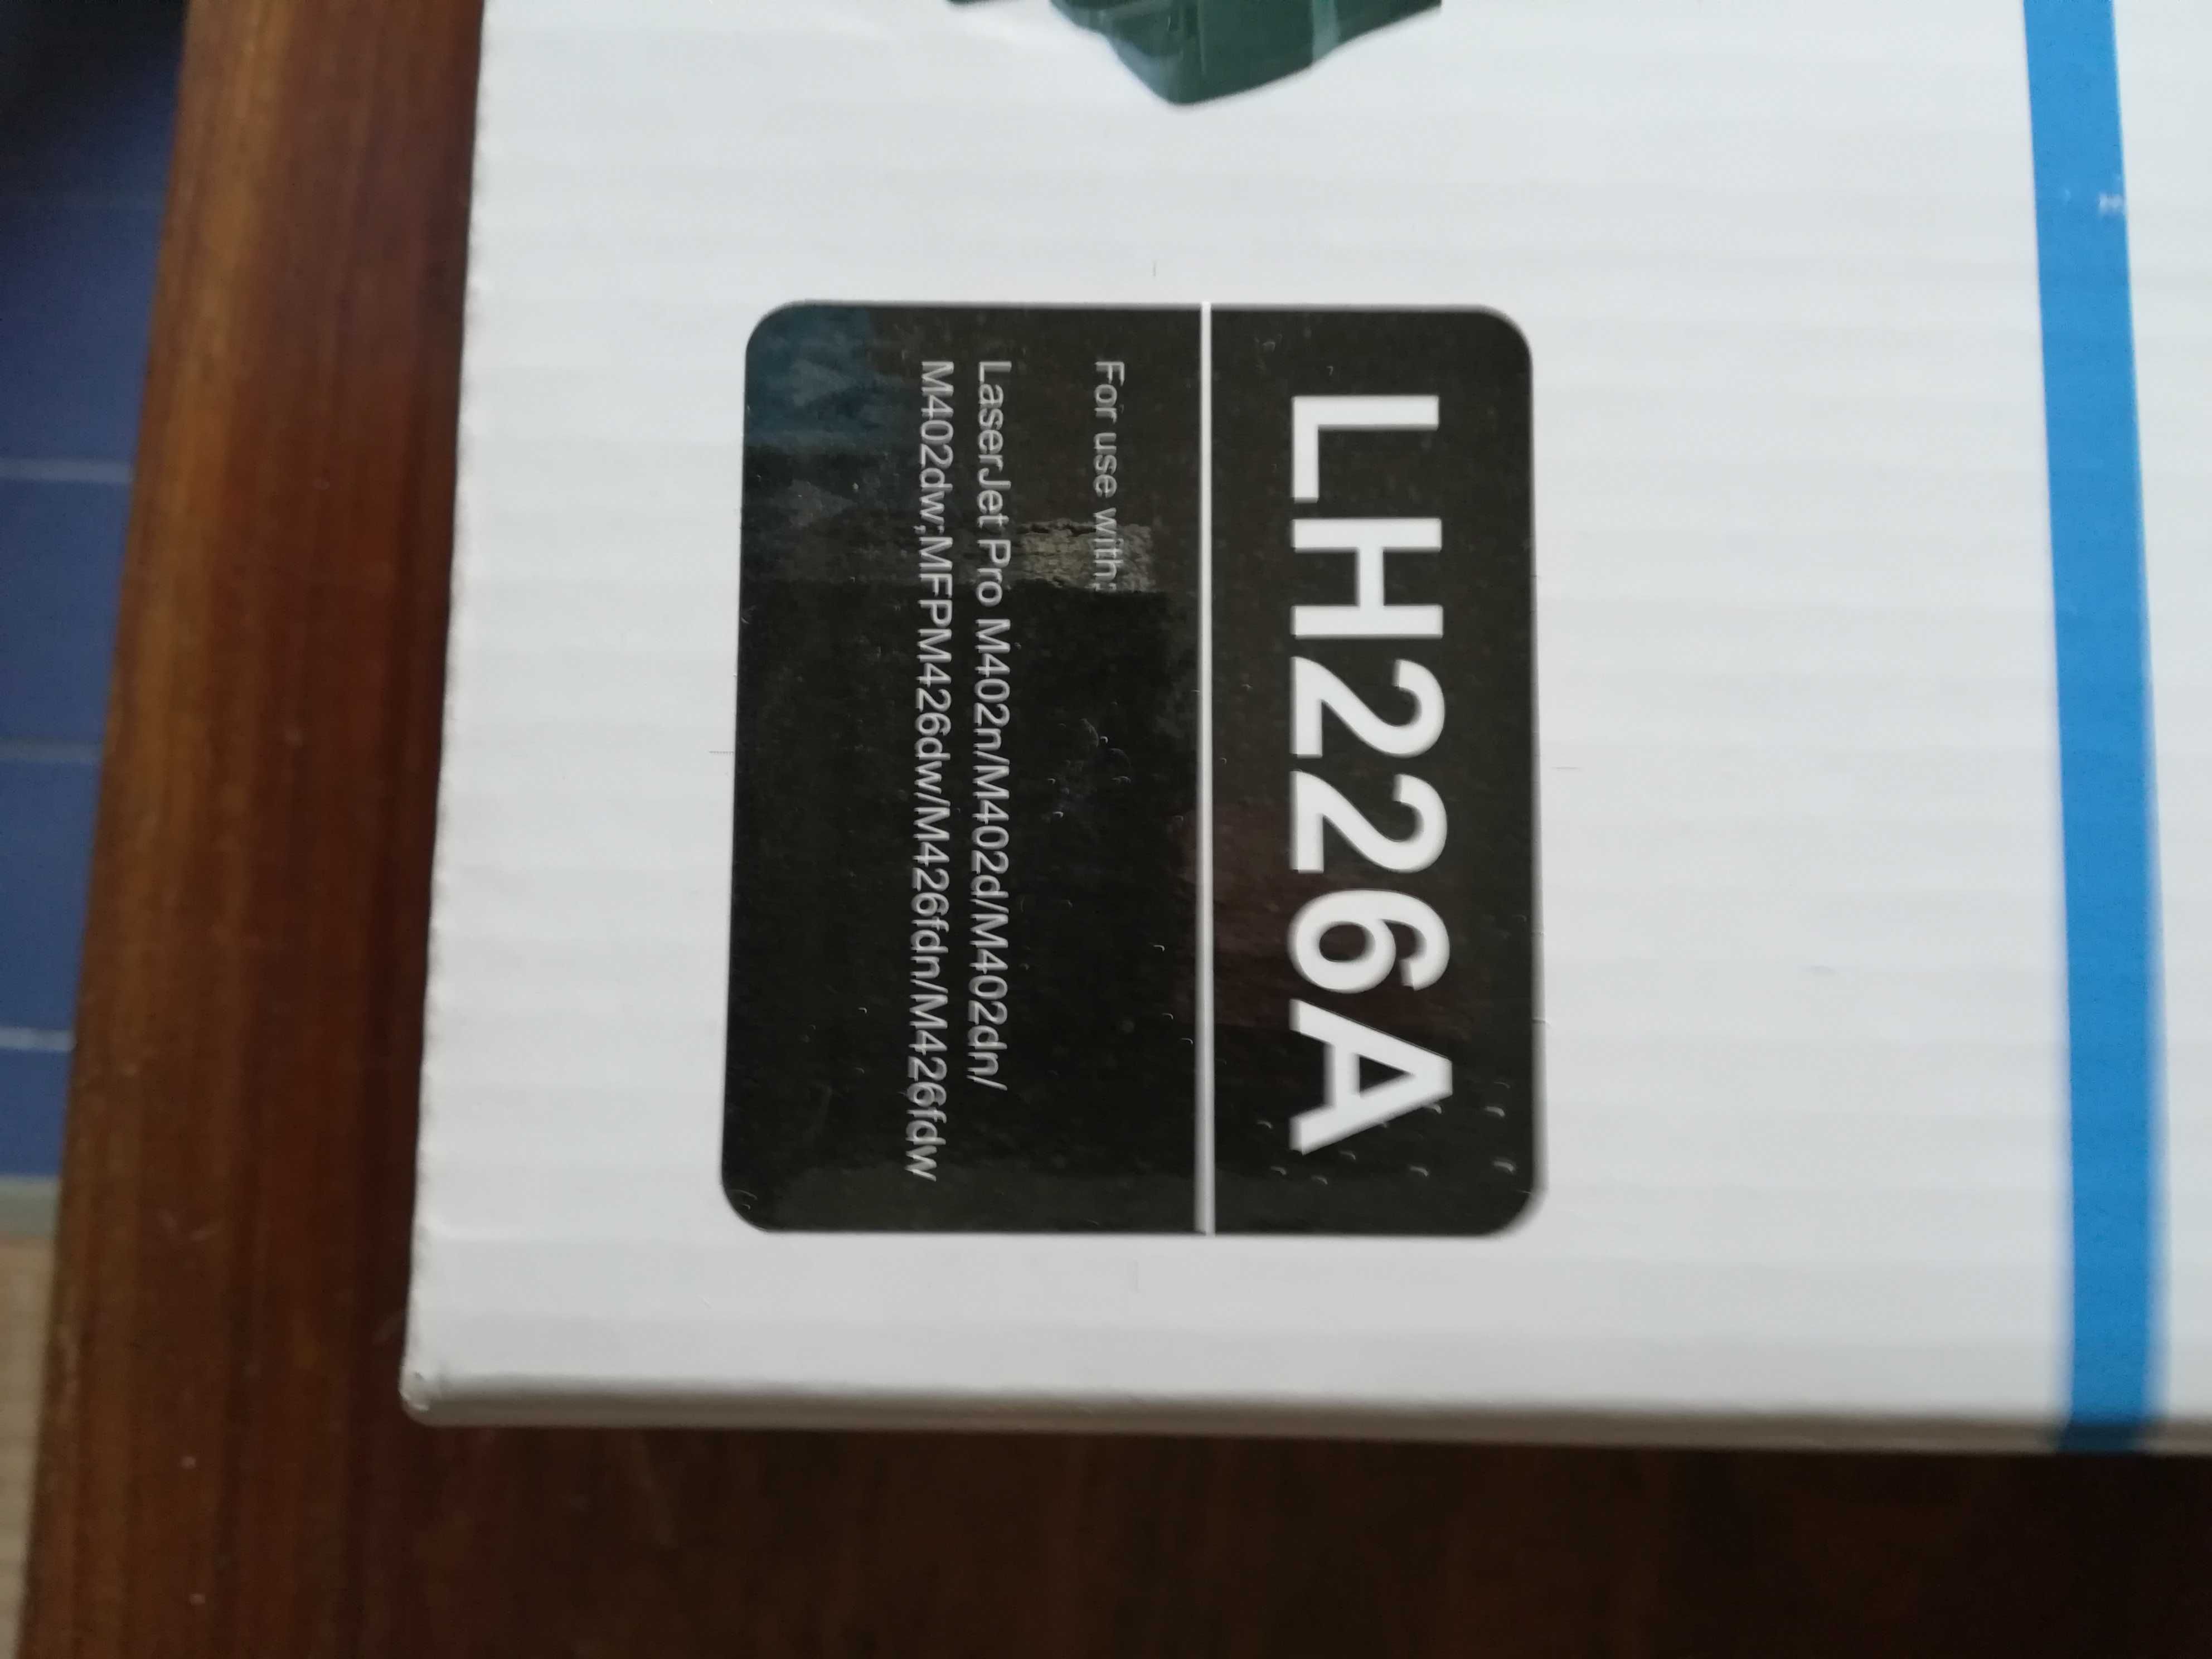 LH226A
For use with:
LaserJet Pro M402n/M402d/M402dn/
M402dw;MFPM426dw/M426fdn/M426fdw